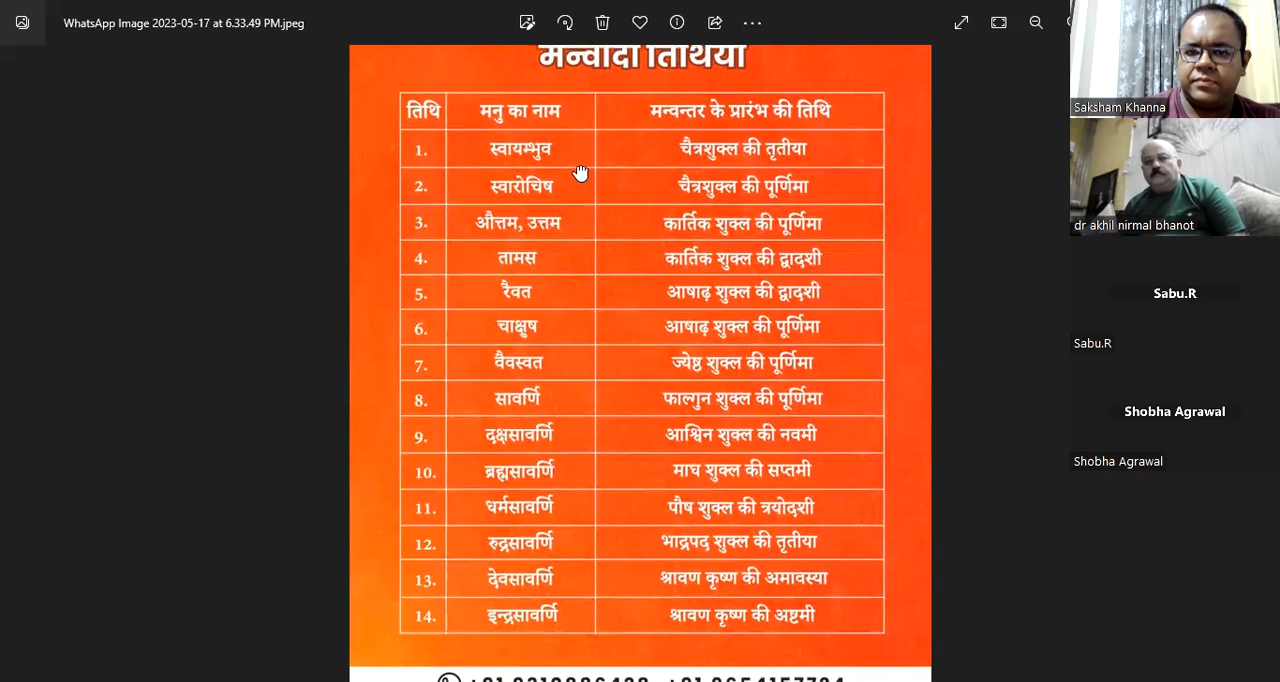 WhatsApp Image 2023-05-17 at 6.33.49 PM.jpeg
मन्वादी तिथियां
तिथि मनु का नाम मन्वन्तर के प्रारंभ की तिथि
1. स्वायम्भुव चैत्रशुक्ल की तृतीया
2. स्वारोचिष चैत्रशुक्ल की पूर्णिमा
3. औत्तम, उत्तम कार्तिक शुक्ल की पूर्णिमा
4. तामस कार्तिक शुक्ल की द्वादशी
5. रैवत आषाढ़ शुक्ल की द्वादशी
6. चाक्षुष आषाढ़ शुक्ल की पूर्णिमा
7. वैवस्वत ज्येष्ठ शुक्ल की पूर्णिमा
8. सावर्णि फाल्गुन शुक्ल की पूर्णिमा
9. दक्षसावर्णि आश्विन शुक्ल की नवमी
10. ब्रह्मसावर्णि माघ शुक्ल की सप्तमी
11. धर्मसावर्णि पौष शुक्ल की त्रयोदशी
12. रुद्रसावर्णि भाद्रपद शुक्ल की तृतीया
13. देवसावर्णि श्रावण कृष्ण की अमावस्या
14. इन्द्रसावर्णि श्रावण कृष्ण की अष्टमी
Saksham Khanna
dr akhil nirmal bhanot
Sabu.R
Sabu.R
Shobha Agrawal
Shobha Agrawal